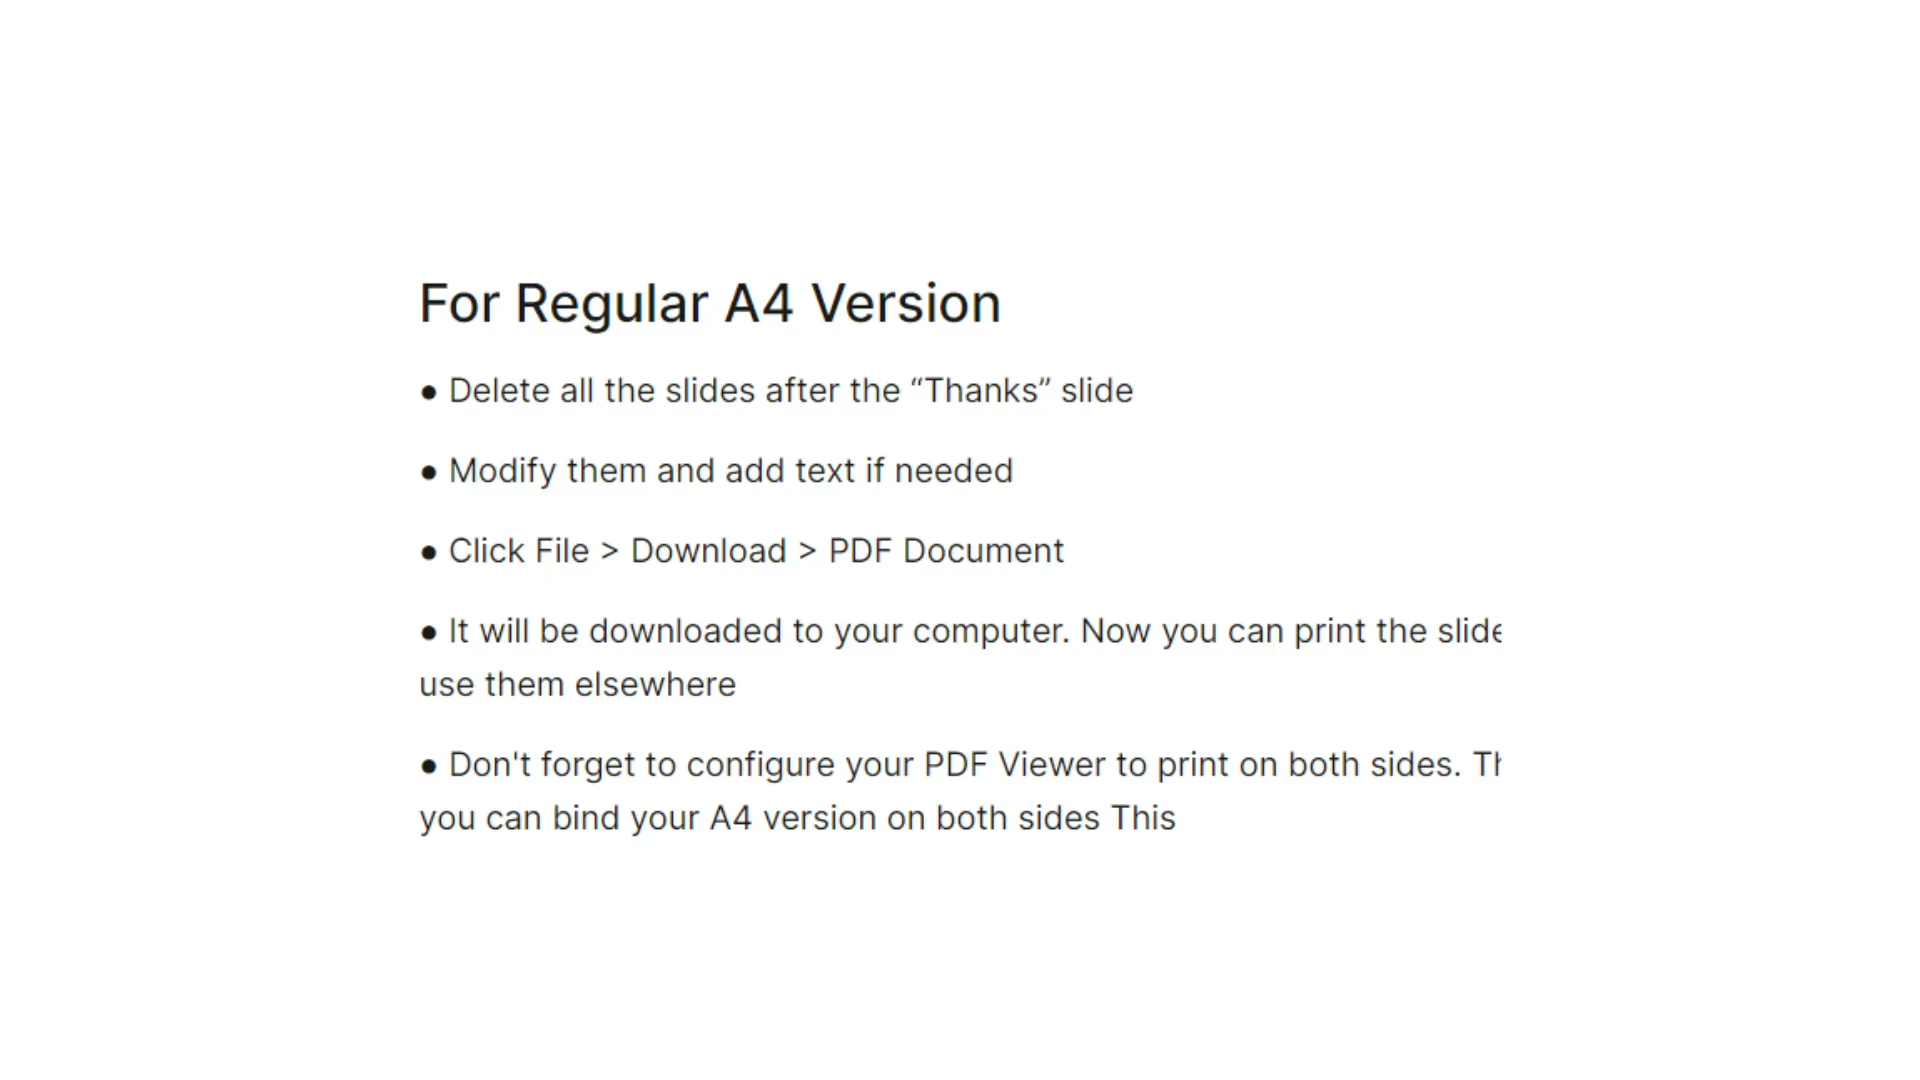 For Regular A4 Version
● Delete all the slides after the “Thanks” slide
● Modify them and add text if needed
● Click File > Download > PDF Document
● It will be downloaded to your computer. Now you can print the
use them elsewhere
● Don't forget to configure your PDF Viewer to print on both sides.
you can bind your A4 version on both sides This